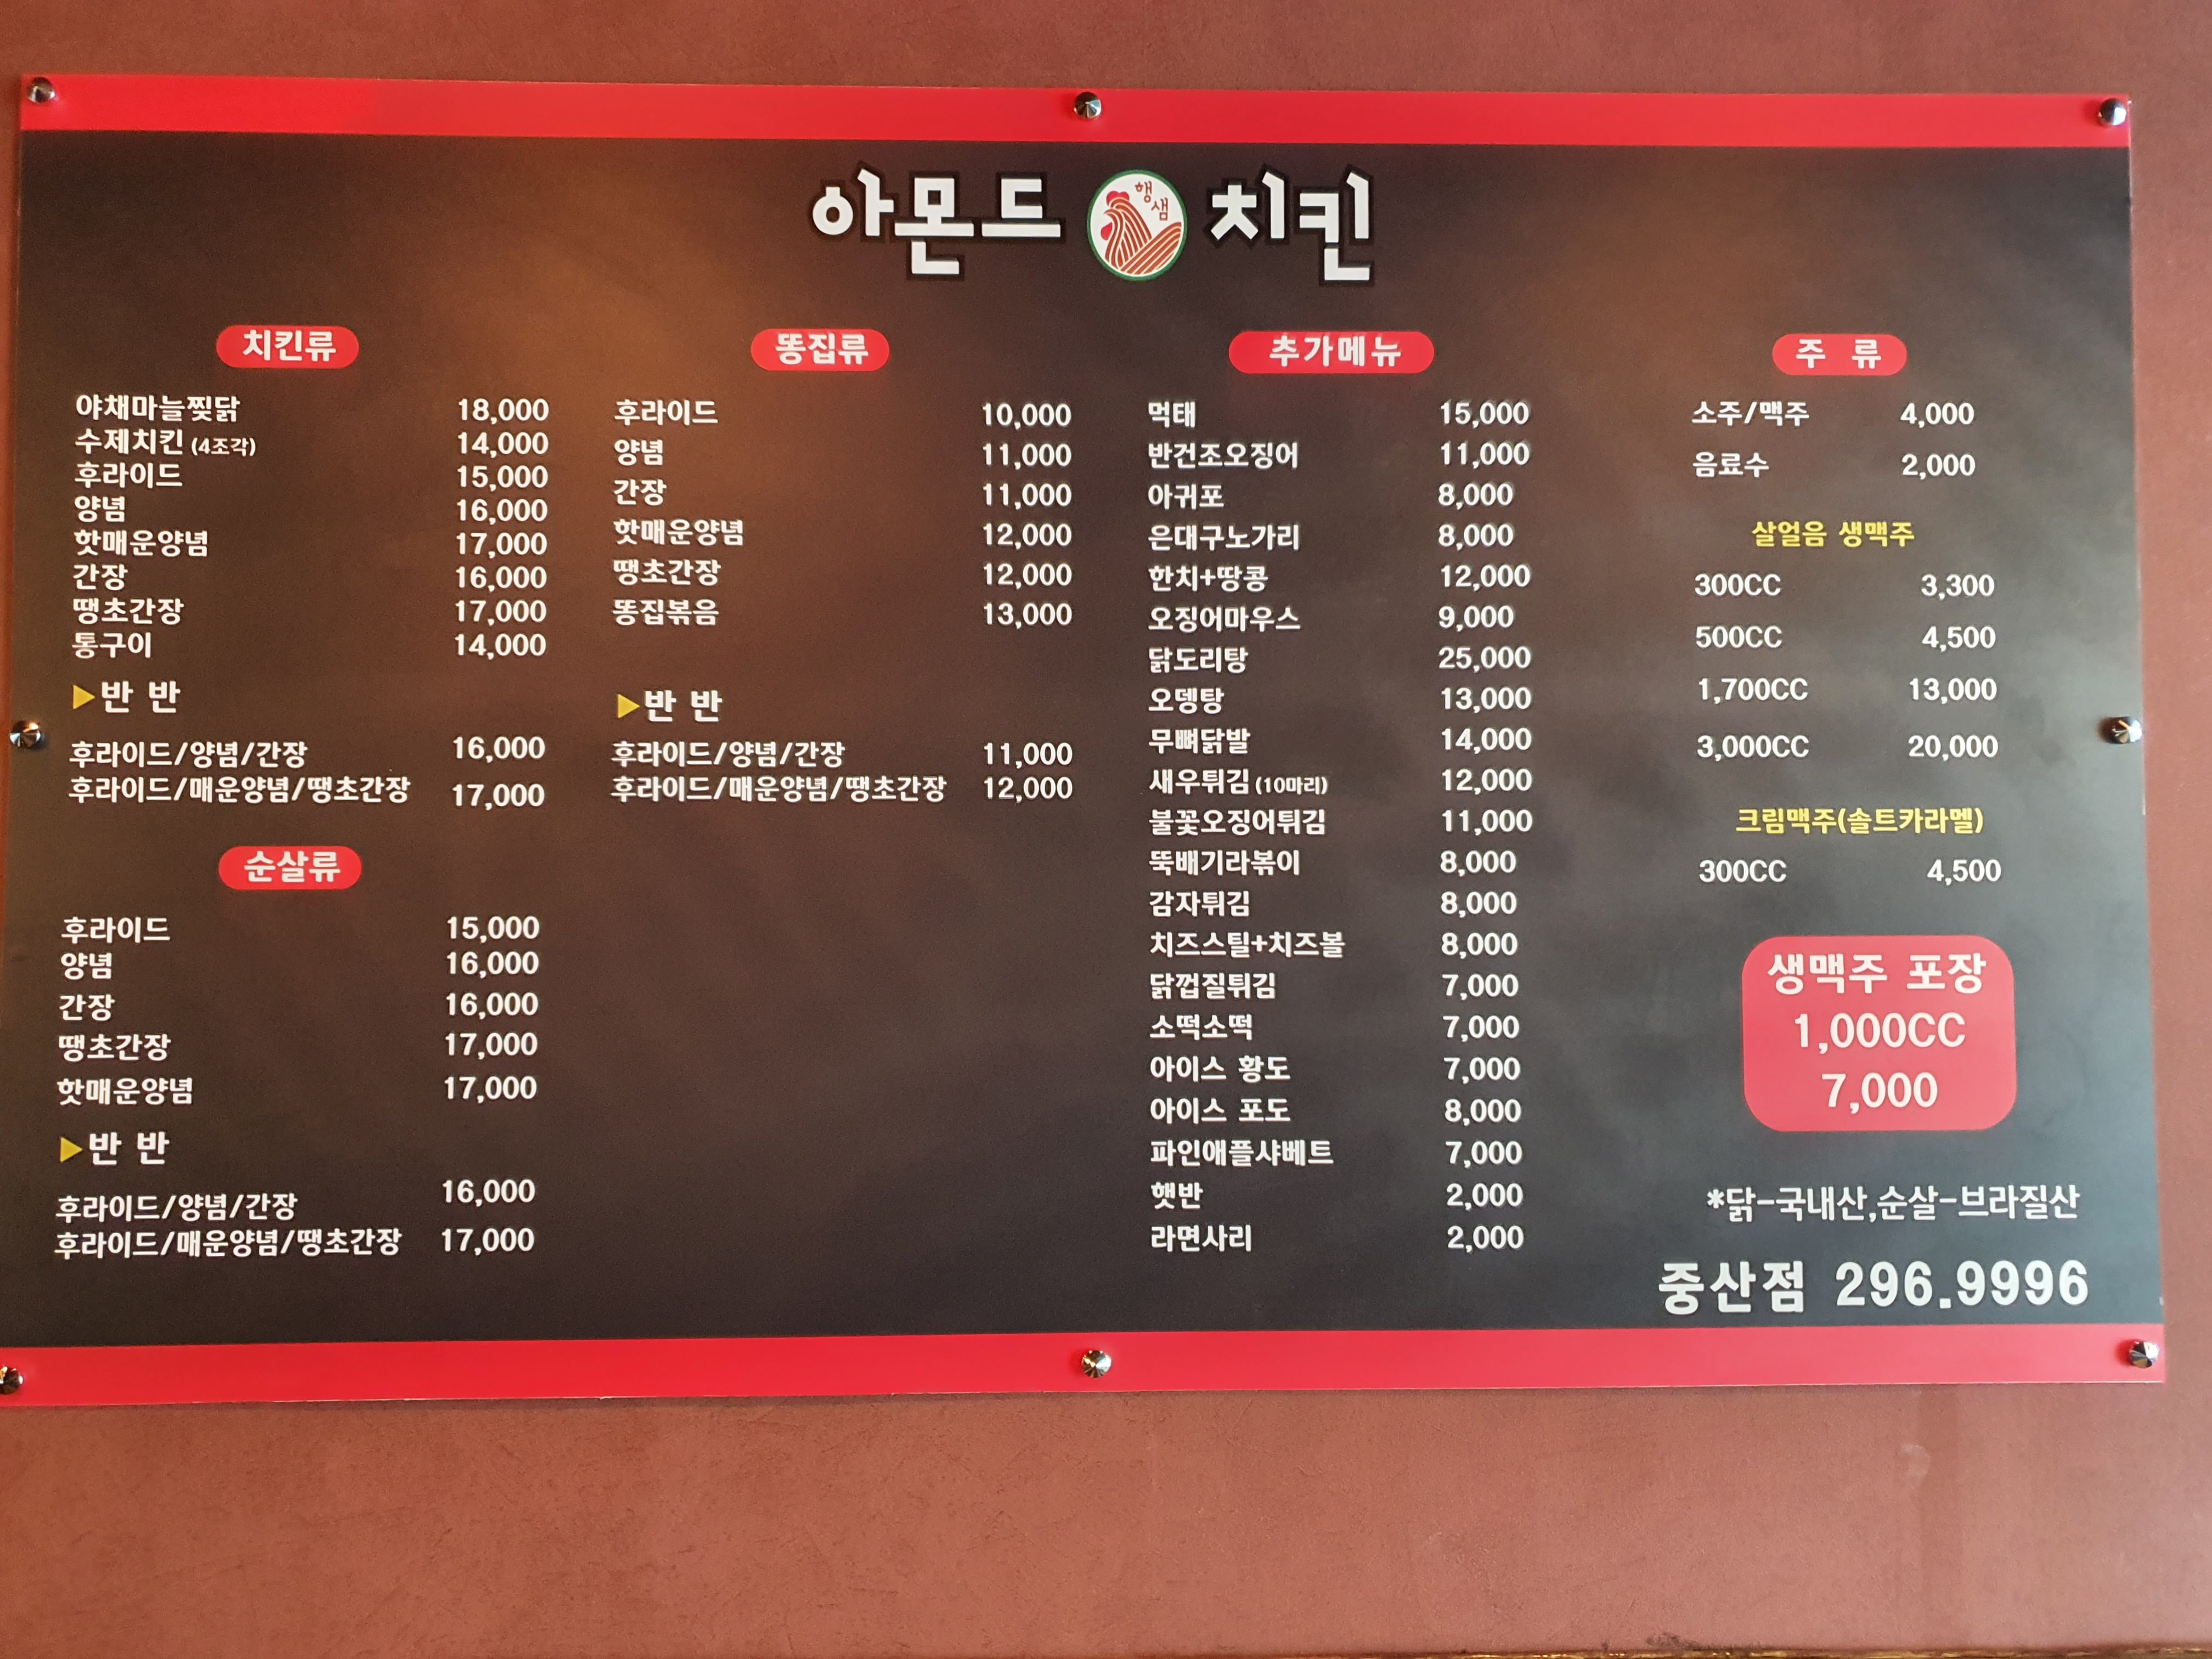 아몬드 행샘 치킨
치킨류
야채마늘찢닭 18,000
수제치킨 (4조각) 14,000
후라이드 15,000
양념 16,000
핫매운양념 17,000
간장 16,000
땡초간장 17,000
통구이 14,000
▶반 반
후라이드/양념/간장 16,000
후라이드/매운양념/땡초간장 17,000
순살류
후라이드 15,000
양념 16,000
간장 16,000
땡초간장 17,000
핫매운양념 17,000
▶반 반
후라이드/양념/간장 16,000
후라이드/매운양념/땡초간장 17,000
똥집류
후라이드 10,000
양념 11,000
간장 11,000
핫매운양념 12,000
땡초간장 12,000
똥집볶음 13,000
▶반 반
후라이드/양념/간장 11,000
후라이드/매운양념/땡초간장 12,000
추가메뉴
먹태 15,000
반건조오징어 11,000
아귀포 8,000
은대구노가리 8,000
한치+땅콩 12,000
오징어마우스 9,000
닭도리탕 25,000
오뎅탕 13,000
무뼈닭발 14,000
새우튀김 (10마리) 12,000
불꽃오징어튀김 11,000
뚝배기라볶이 8,000
감자튀김 8,000
치즈스틸+치즈볼 8,000
닭껍질튀김 7,000
소떡소떡 7,000
아이스 황도 7,000
아이스 포도 8,000
파인애플샤베트 7,000
햇반 2,000
라면사리 2,000
주 류
소주/맥주 4,000
음료수 2,000
살얼음 생맥주
300CC 3,300
500CC 4,500
1,700CC 13,000
3,000CC 20,000
크림맥주(솔트카라멜)
300CC 4,500
생맥주 포장
1,000CC
7,000
*닭-국내산,순살-브라질산
중산점 296.9996